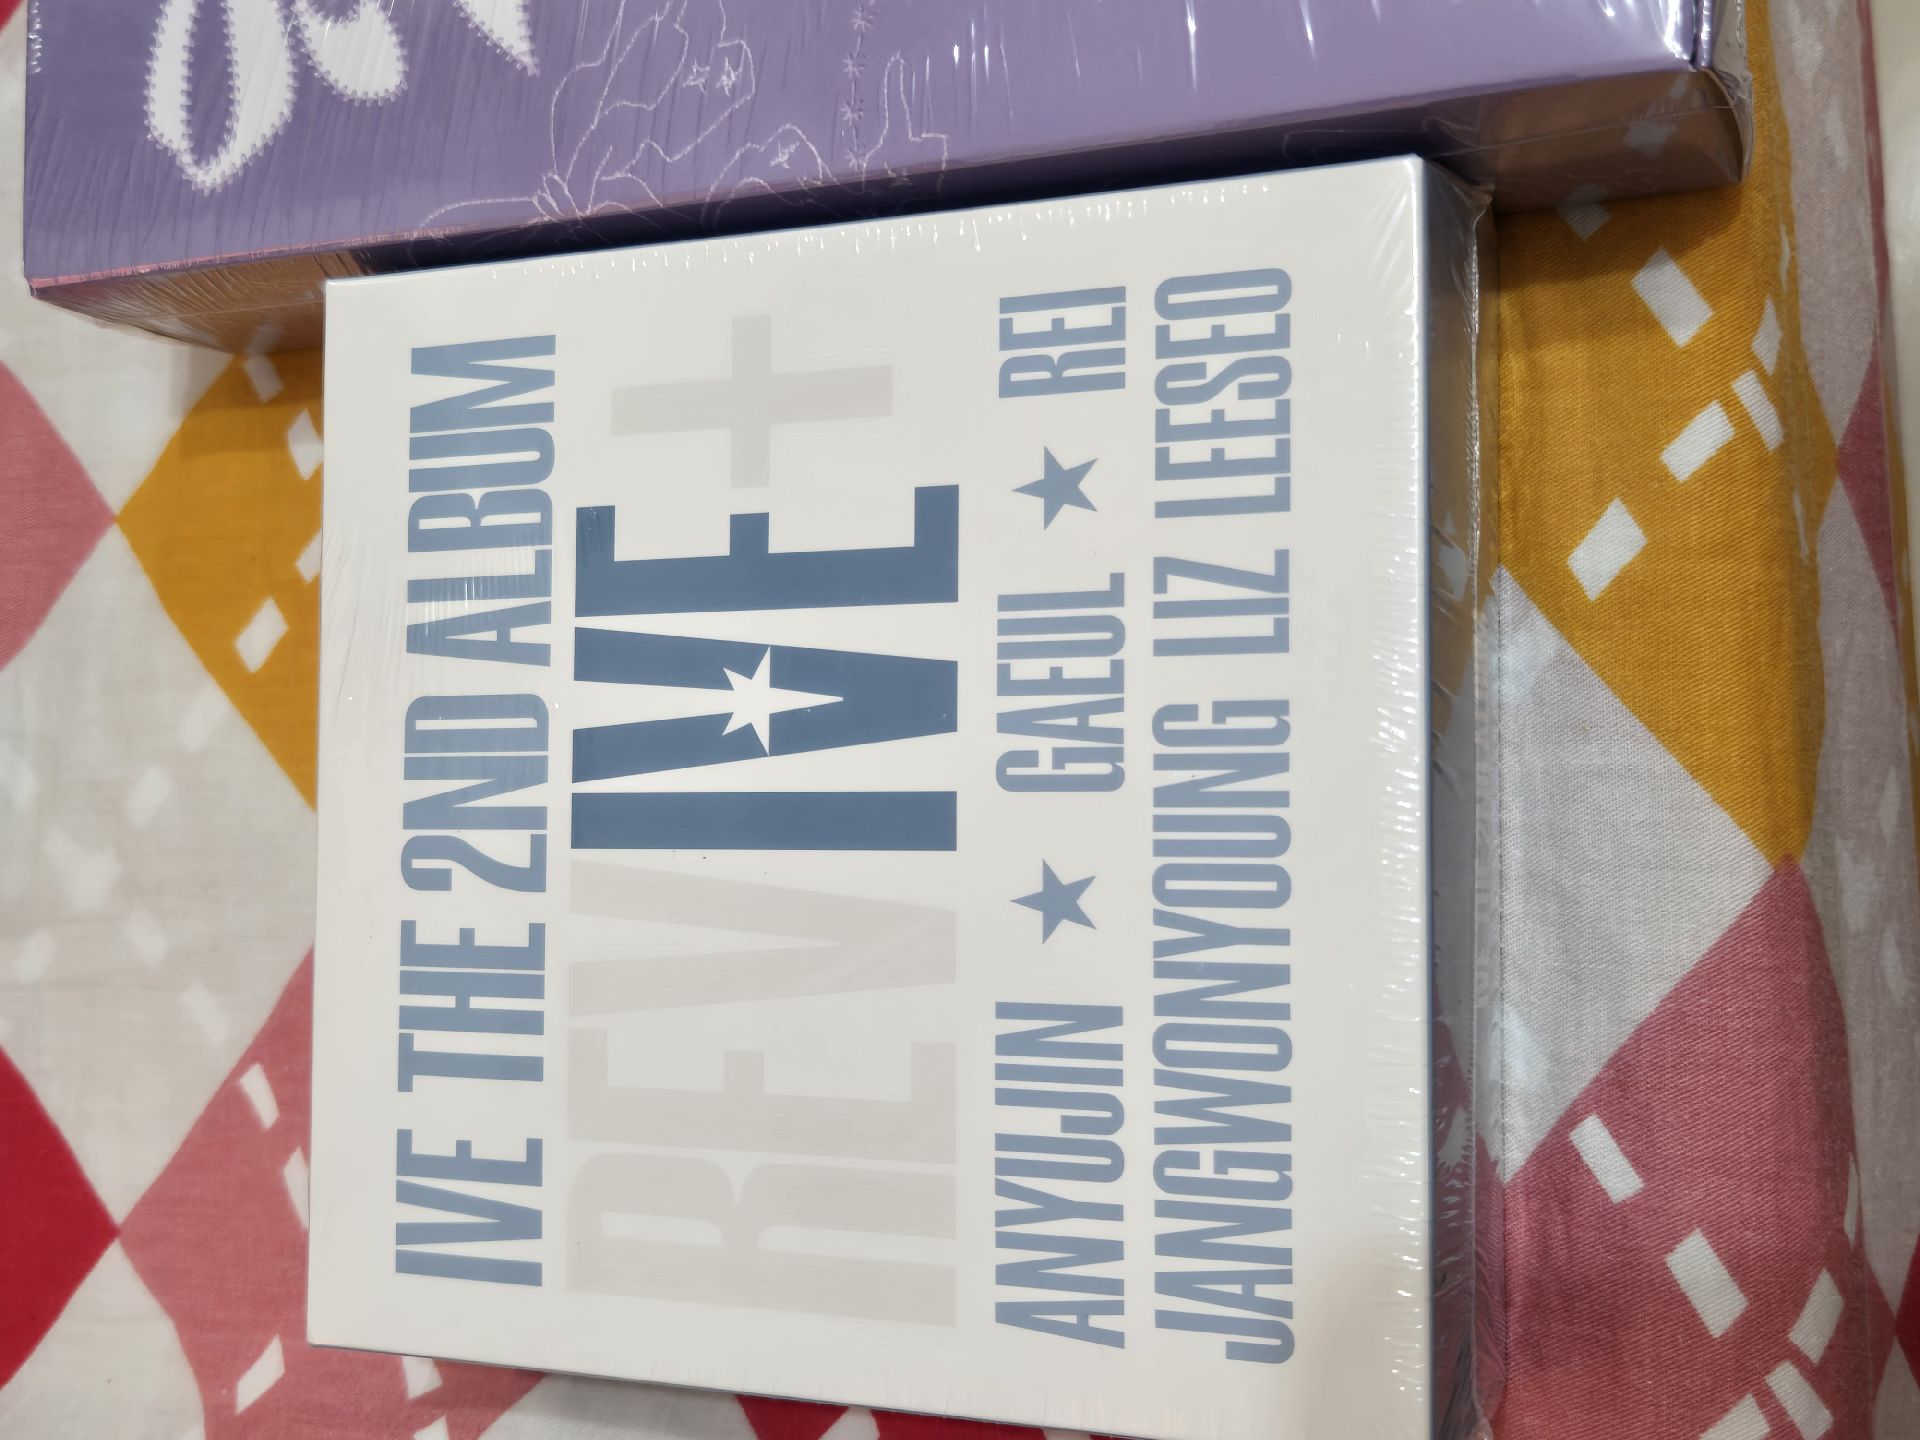 IVE THE 2ND ALBUM
REVIVE+
ANYUJIN ★ GAEUL ★ REI
JANGWONYOUNG LIZ LEESEO